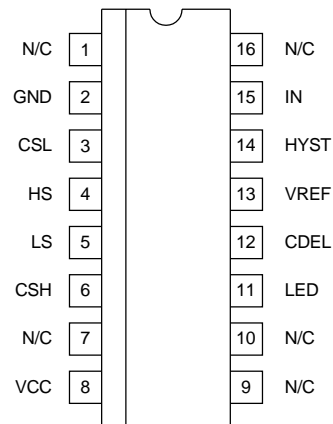 N/C 1 16 N/C
GND 2 15 IN
CSL 3 14 HYST
HS 4 13 VREF
LS 5 12 CDEL
CSH 6 11 LED
N/C 7 10 N/C
VCC 8 9 N/C